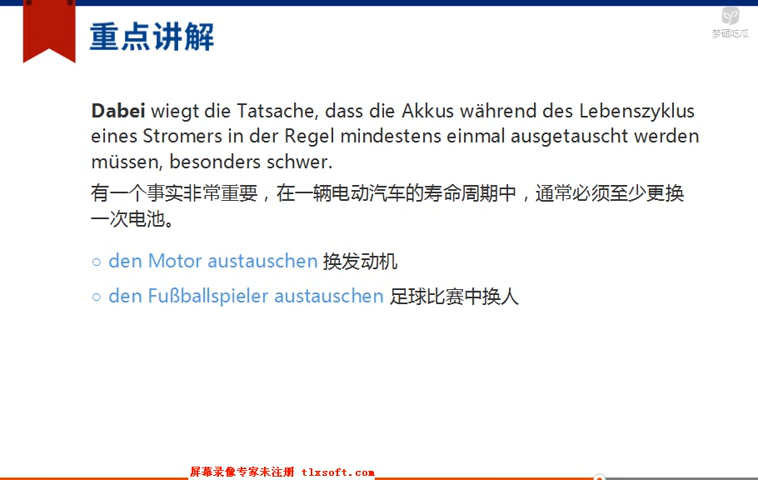 重点讲解
梦硒吃瓜
Dabei wiegt die Tatsache, dass die Akkus während des Lebenszyklus
eines Stromers in der Regel mindestens einmal ausgetauscht werden
müssen, besonders schwer.
有一个事实非常重要，在一辆电动汽车的寿命周期中，通常必须至少更换
一次电池。
○ den Motor austauschen 换发动机
○ den Fußballspieler austauschen 足球比赛中换人
屏幕录像专家未注册 tlxsoft.com